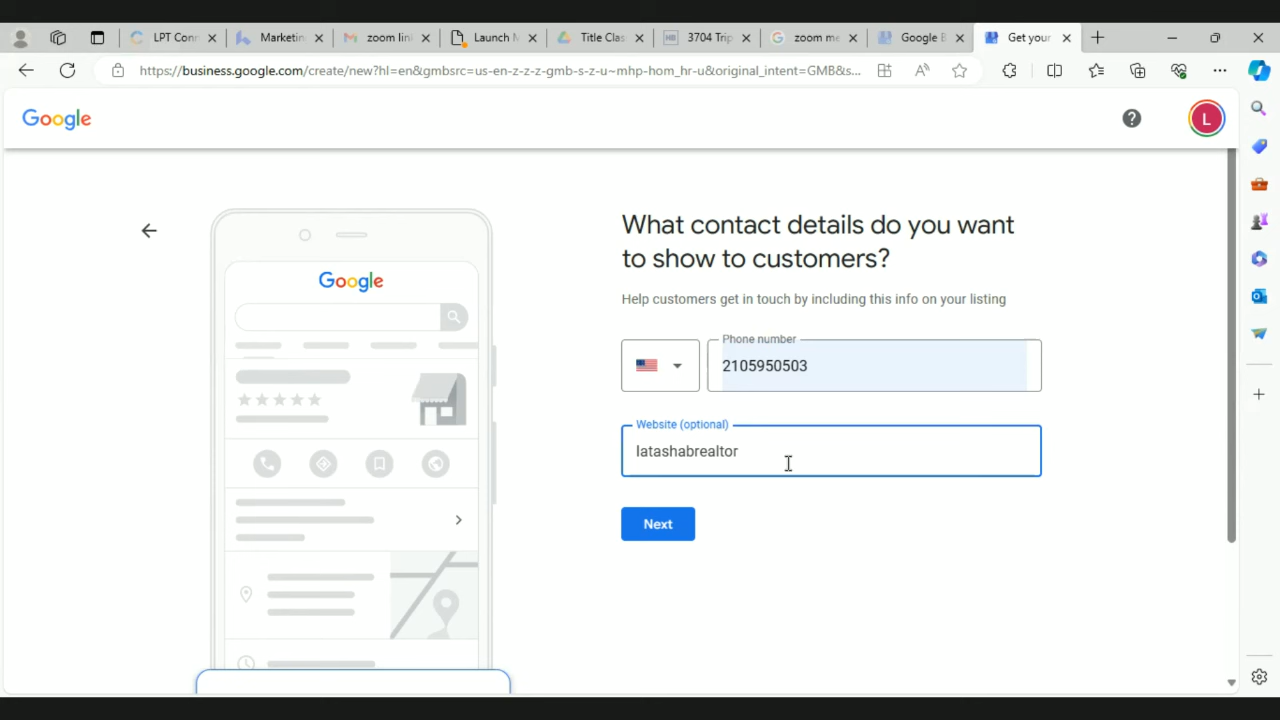 LPT Conn
Marketin
zoom lin
Launch M
Title Clas
3704 Trip
zoom me
Google B
Get your
https://business.google.com/create/new?hl=en&gmbsrc=us-en-z-z-z-gmb-s-z-u~mhp-hom_hr-u&original_intent=GMB&s...
Google
L
What contact details do you want
to show to customers?
Google
Help customers get in touch by including this info on your listing
Phone number
2105950503
Website (optional)
latashabrealtor
Next